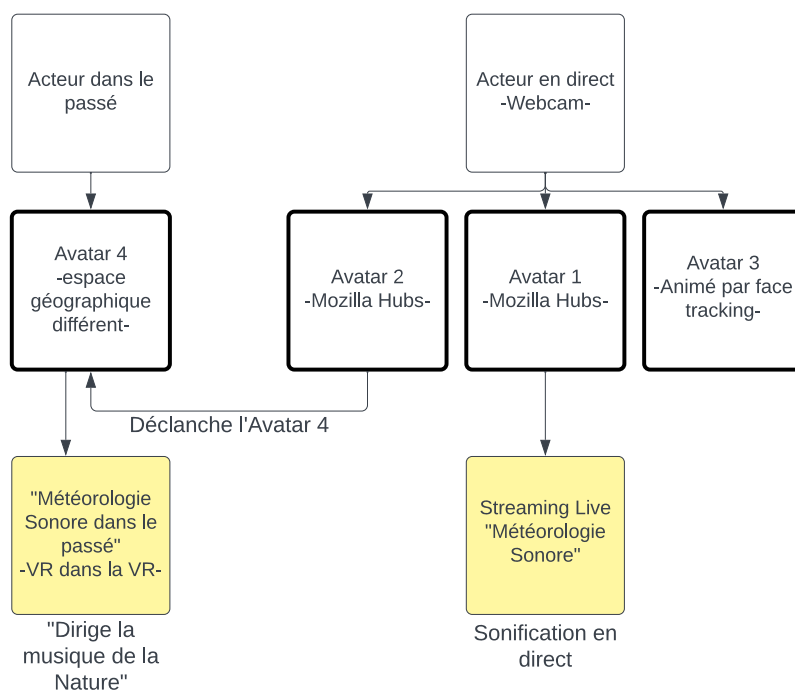 Acteur dans le
passé
Acteur en direct
-Webcam-
Avatar 4
-espace
géographique
différent-
Avatar 2
-Mozilla Hubs-
Avatar 1
-Mozilla Hubs-
Avatar 3
-Animé par face
tracking-
Déclanche l'Avatar 4
"Météorologie
Sonore dans le
passé"
-VR dans la VR-
Streaming Live
"Météorologie
Sonore"
"Dirige la
musique de la
Nature"
Sonification en
direct